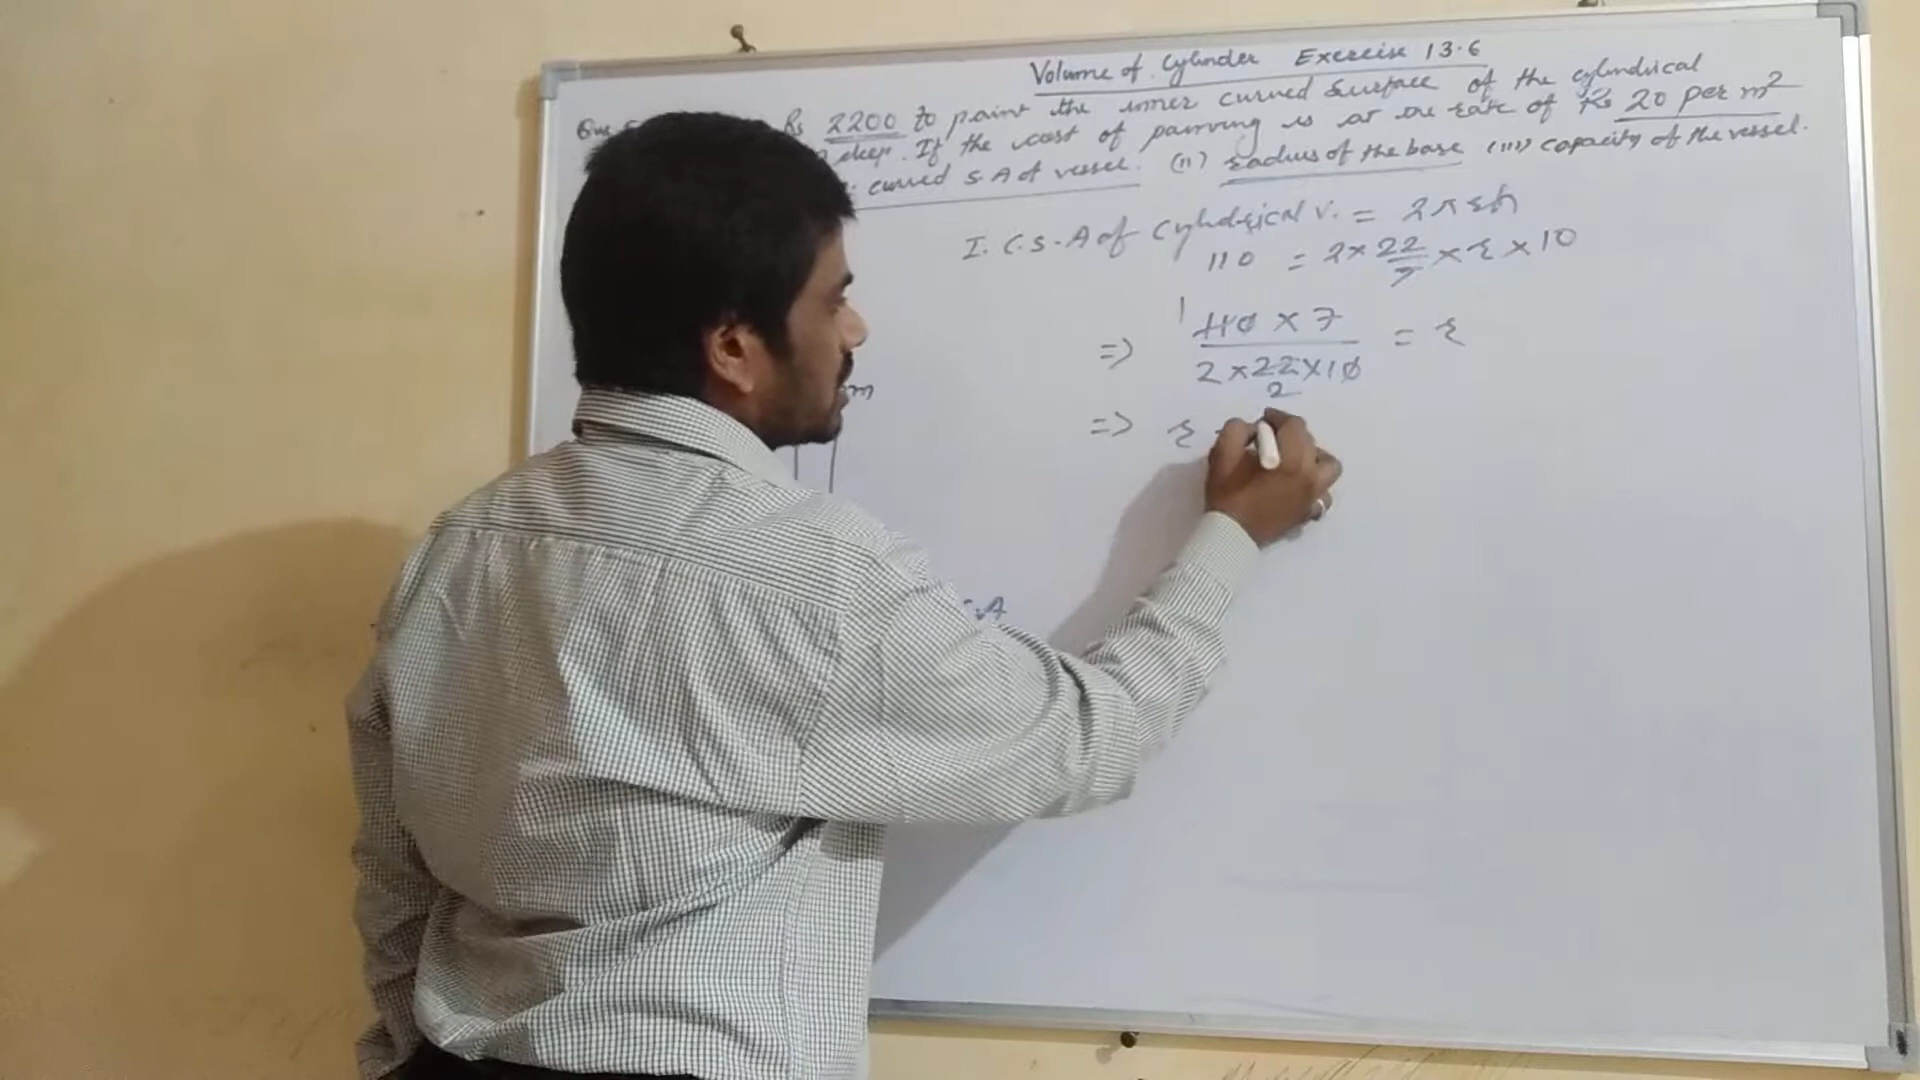 Volume of Cylinder Exercise 13.6
Rs 2200 to paint the inner curved Surface of the cylindrical
deep. If the cost of painting is at the rate of Rs 20 per m²
curved S.A of vessel. (ii) radius of the base (iii) capacity of the vessel.
I. C.S.A of Cylindrical V. = 2πrh
110 = 2 × 22/7 × r × 10
1
=> 110 × 7 / 2 × 22 × 10 = r
2
=> r
m
S.A